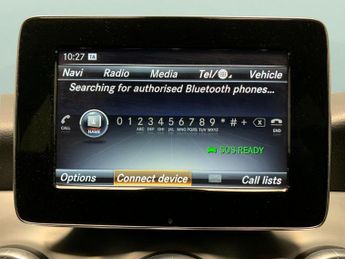 10:27 TA
Navi Radio Media Tel/ Vehicle
Searching for authorised Bluetooth phones...
CALL NAME 0 1 2 3 4 5 6 7 8 9 * # + END
ABC DEF GHI JKL MNO PQRS TUV WXYZ
SOS READY
Options Connect device Call lists